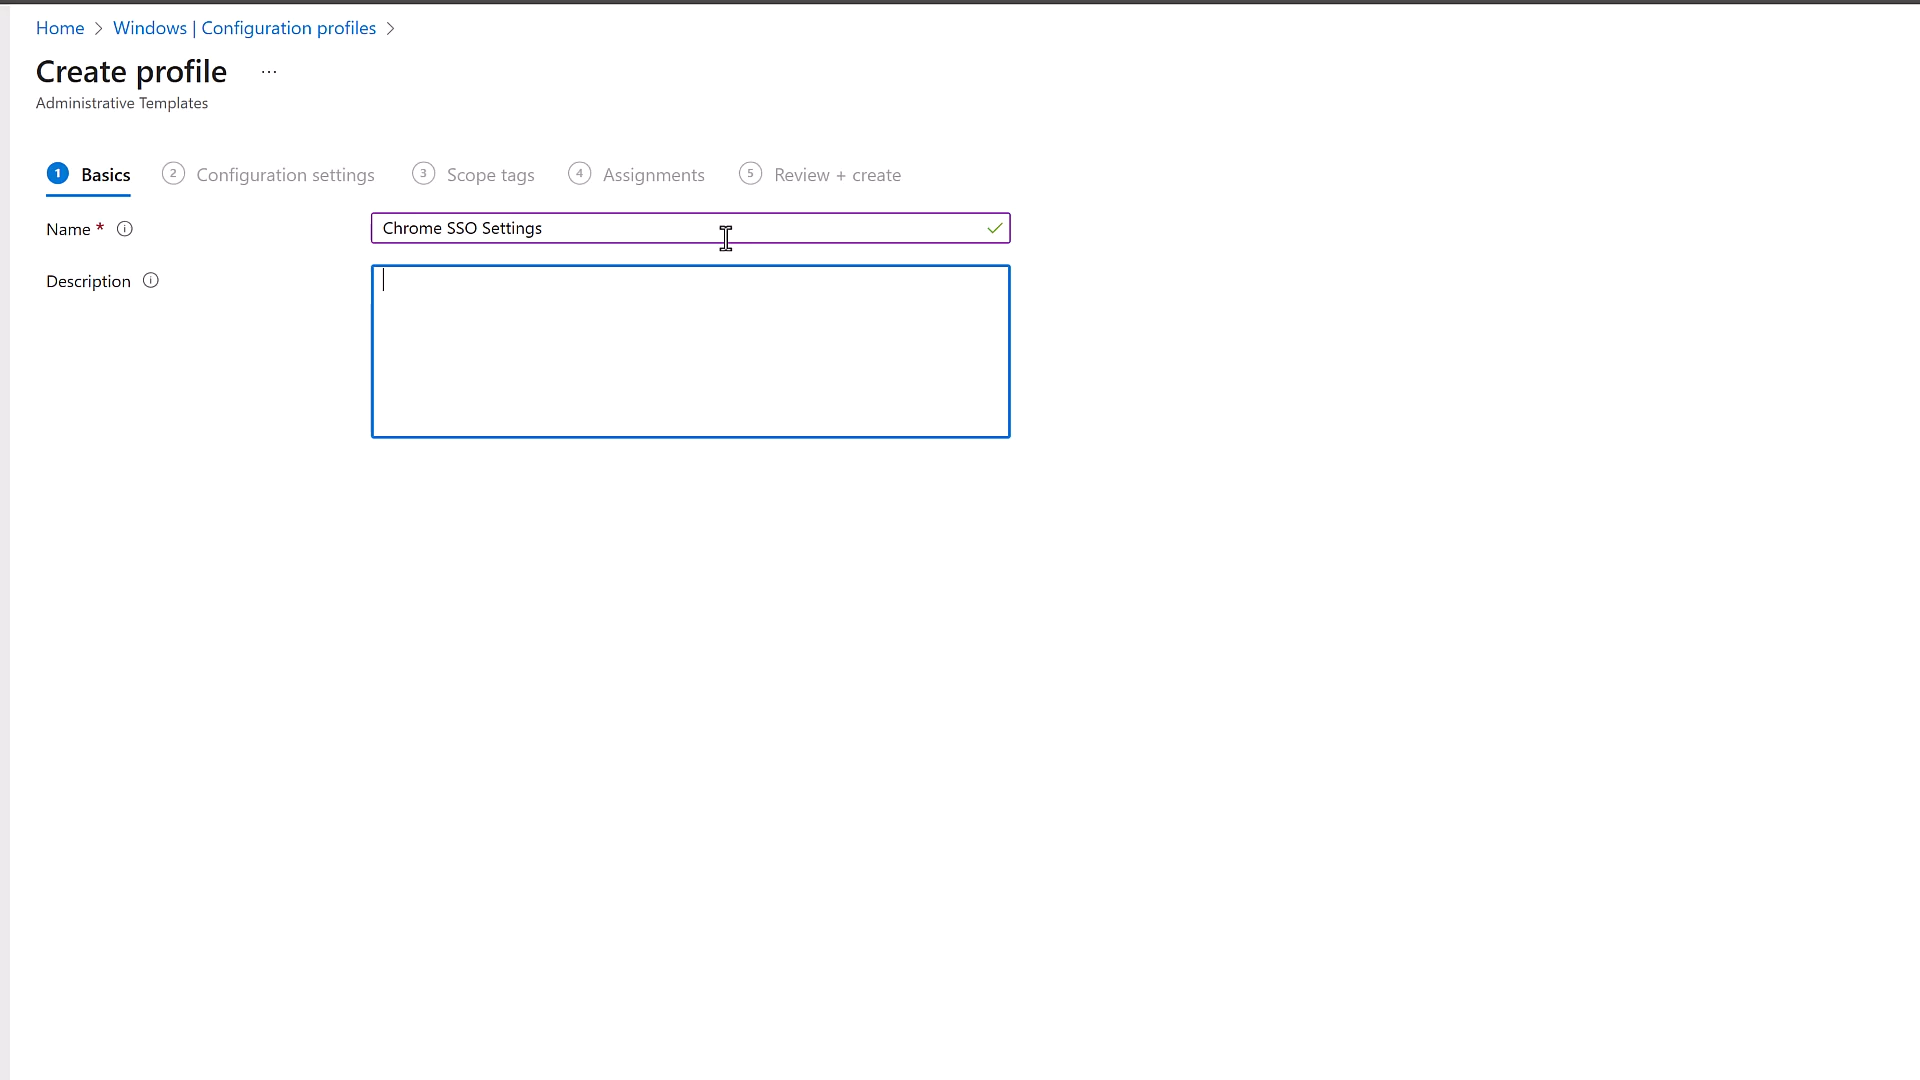 Home > Windows | Configuration profiles >
Create profile ...
Administrative Templates
1 Basics 2 Configuration settings 3 Scope tags 4 Assignments 5 Review + create
Name * Chrome SSO Settings
Description